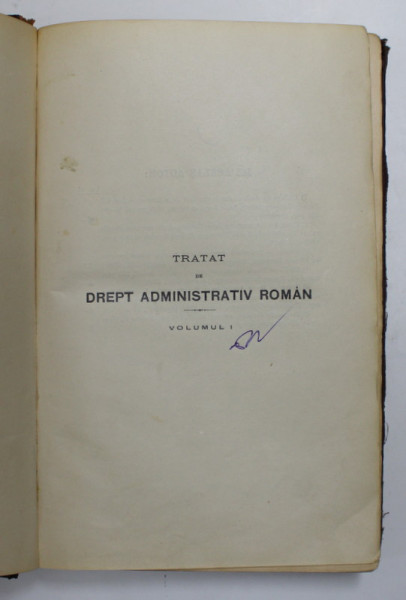 TRATAT
DE
DREPT ADMINISTRATIV ROMÂN
VOLUMUL I